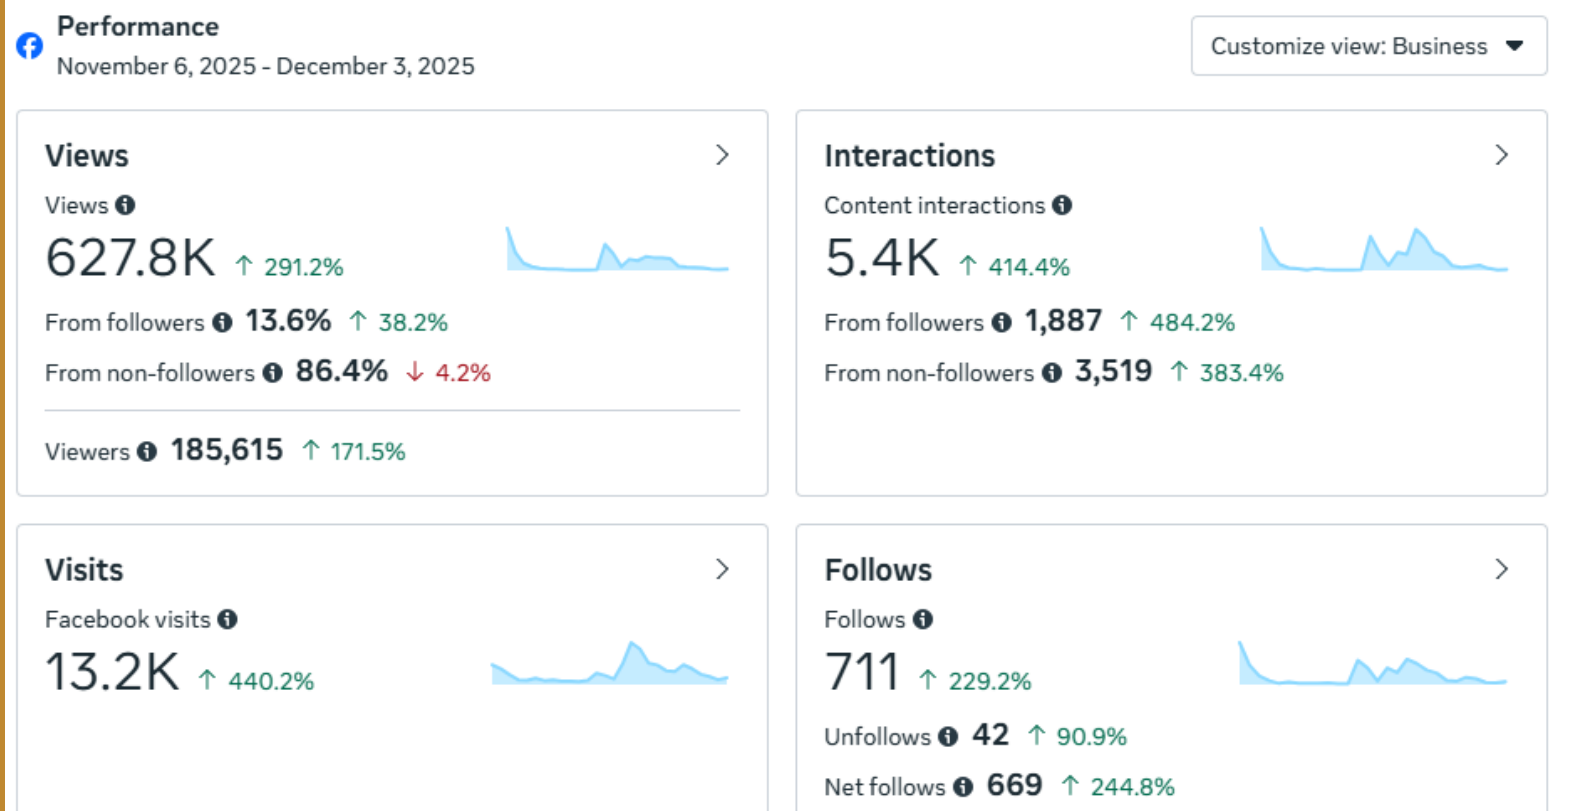 Performance
November 6, 2025 - December 3, 2025
Customize view: Business
Views
Views
627.8K ↑ 291.2%
From followers 13.6% ↑ 38.2%
From non-followers 86.4% ↓ 4.2%
Viewers 185,615 ↑ 171.5%
Interactions
Content interactions
5.4K ↑ 414.4%
From followers 1,887 ↑ 484.2%
From non-followers 3,519 ↑ 383.4%
Visits
Facebook visits
13.2K ↑ 440.2%
Follows
Follows
711 ↑ 229.2%
Unfollows 42 ↑ 90.9%
Net follows 669 ↑ 244.8%